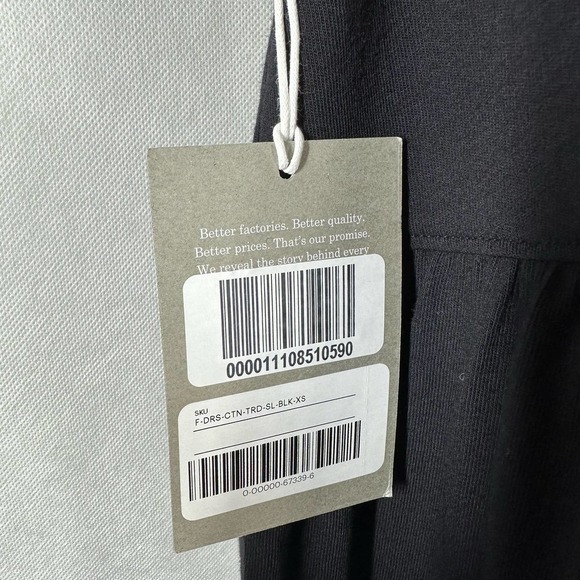 Better factories. Better quality.
Better prices. That's our promise.
We reveal the story behind every
000011108510590
SKU
F-DRS-CTN-TRD-SL-BLK-XS
0-00000-67339-6